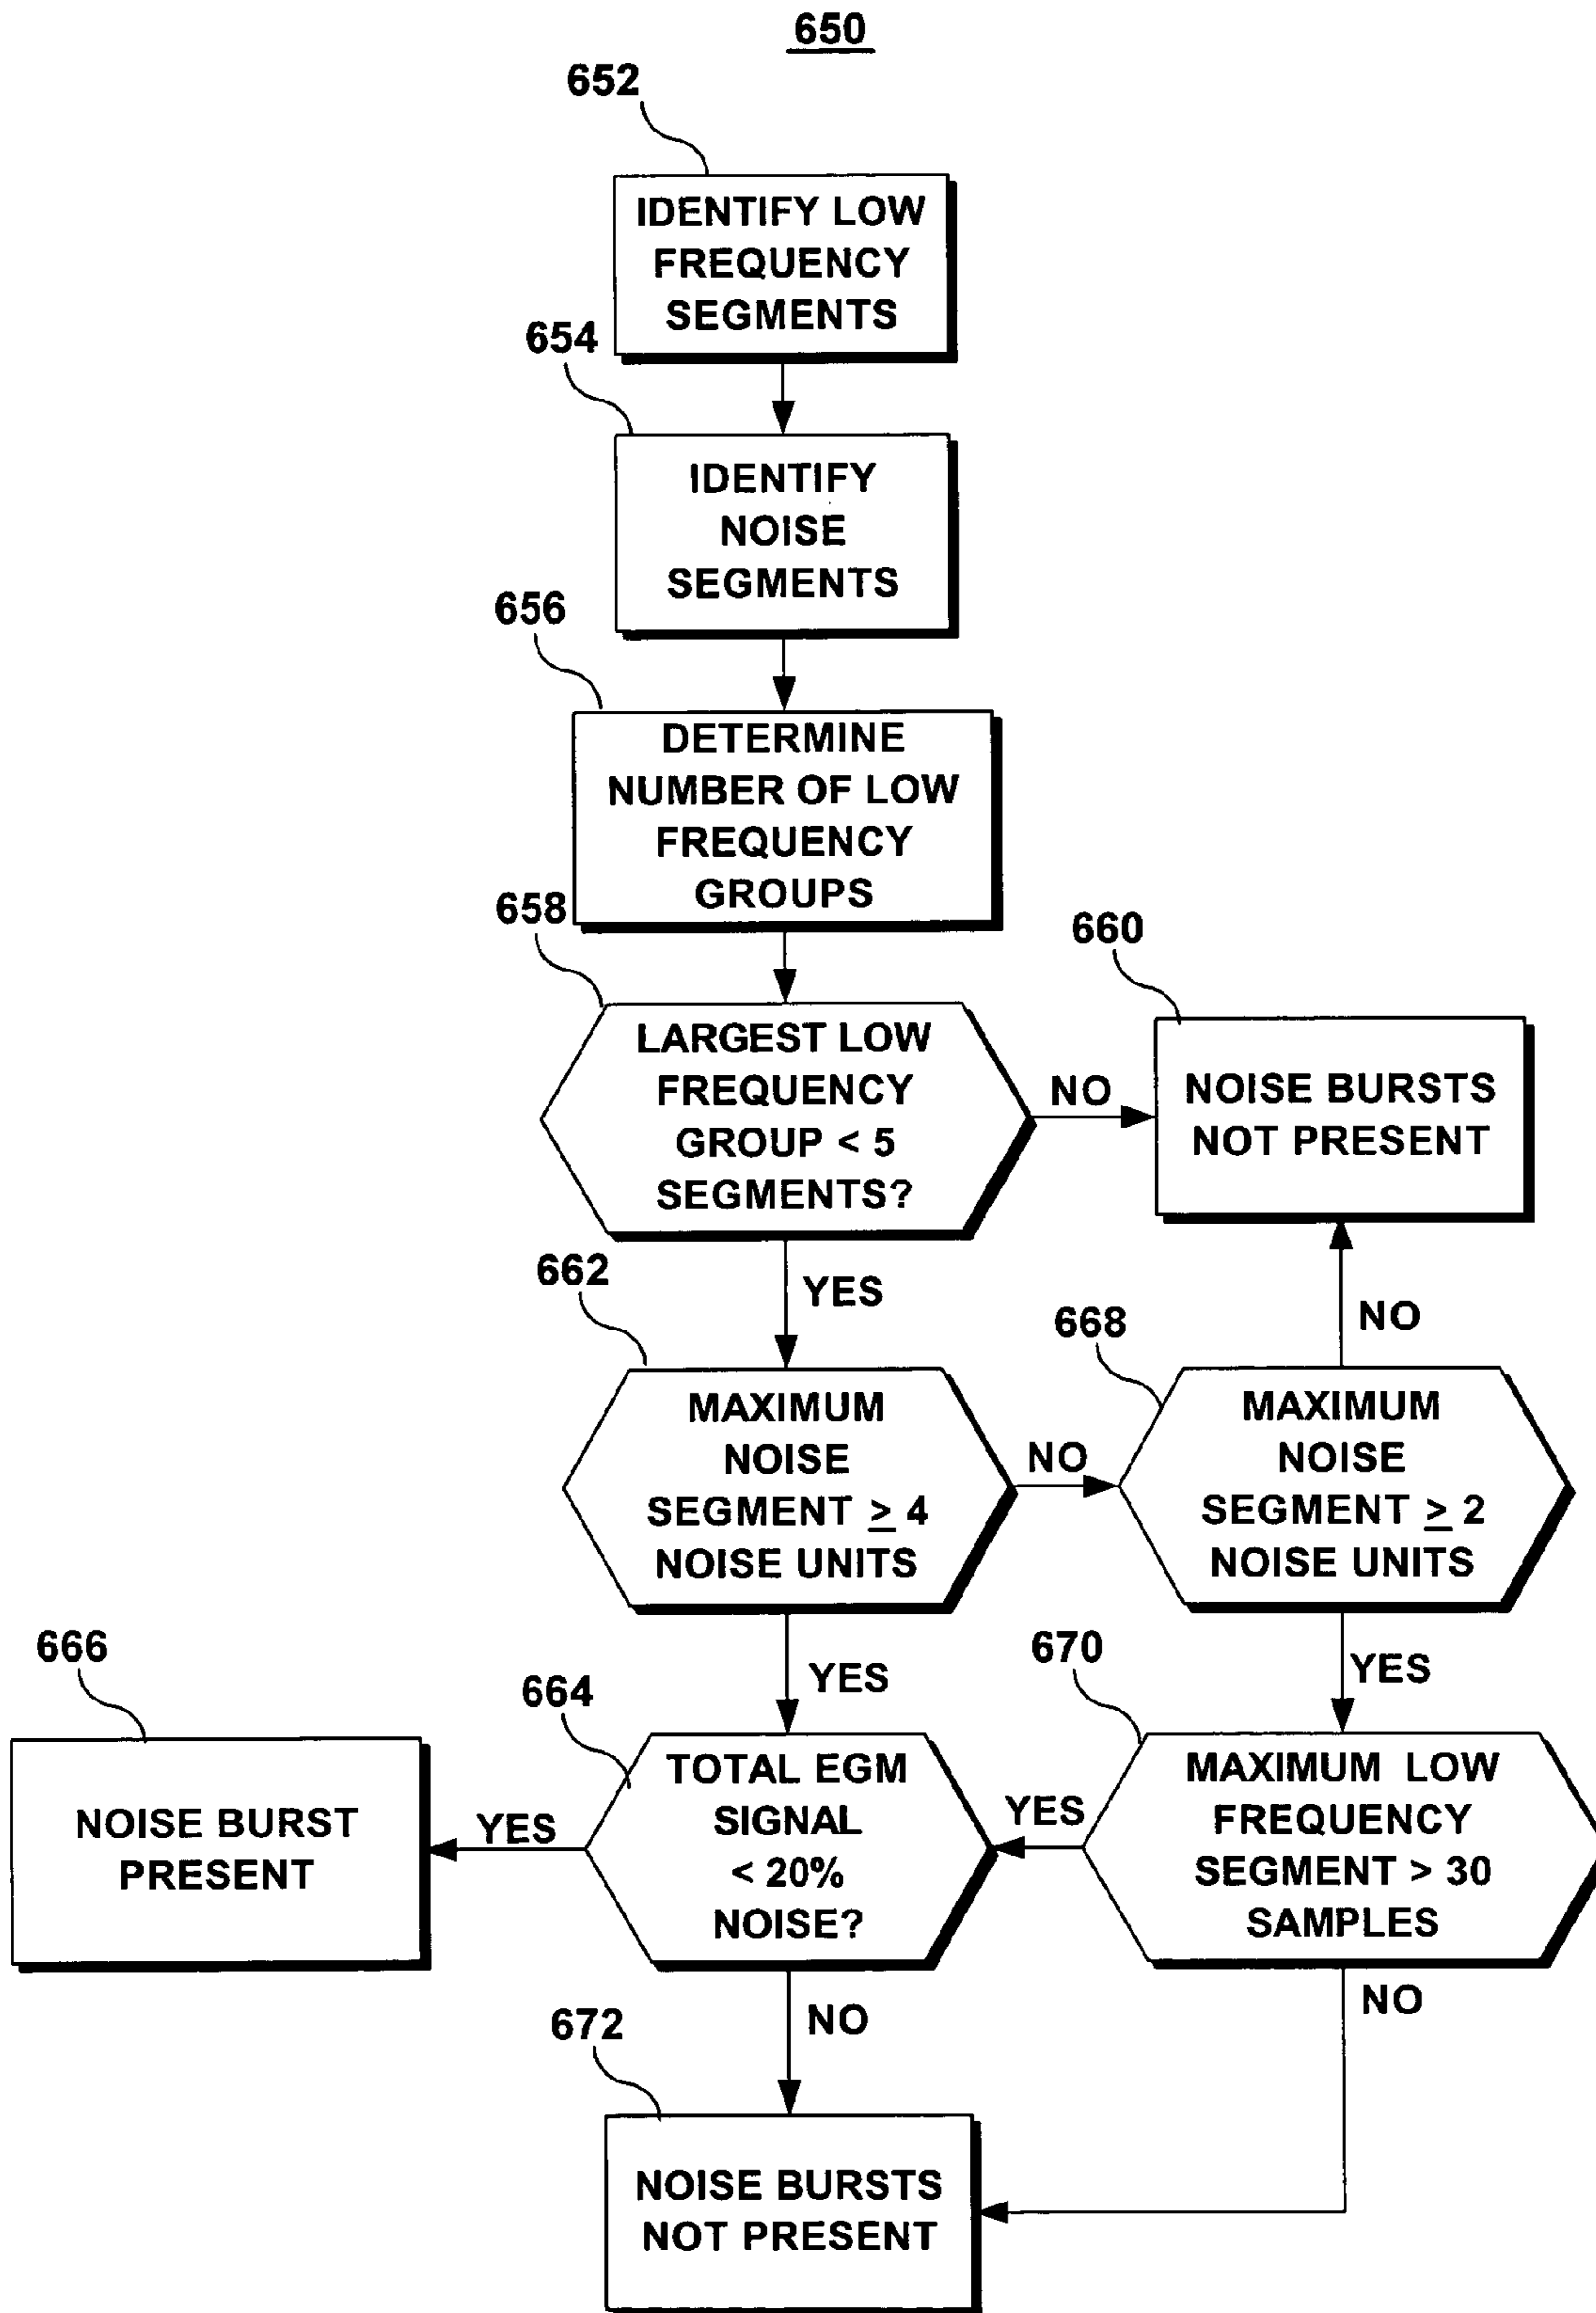 650
652
IDENTIFY LOW
FREQUENCY
SEGMENTS
654
IDENTIFY
NOISE
SEGMENTS
656
DETERMINE
NUMBER OF LOW
FREQUENCY
GROUPS
658
LARGEST LOW
FREQUENCY
GROUP < 5
SEGMENTS?
NO
660
NOISE BURSTS
NOT PRESENT
YES
662
MAXIMUM
NOISE
SEGMENT ≥ 4
NOISE UNITS
NO
668
MAXIMUM
NOISE
SEGMENT ≥ 2
NOISE UNITS
NO
YES
YES
670
MAXIMUM LOW
FREQUENCY
SEGMENT > 30
SAMPLES
YES
664
TOTAL EGM
SIGNAL
< 20%
NOISE?
YES
666
NOISE BURST
PRESENT
NO
NO
672
NOISE BURSTS
NOT PRESENT